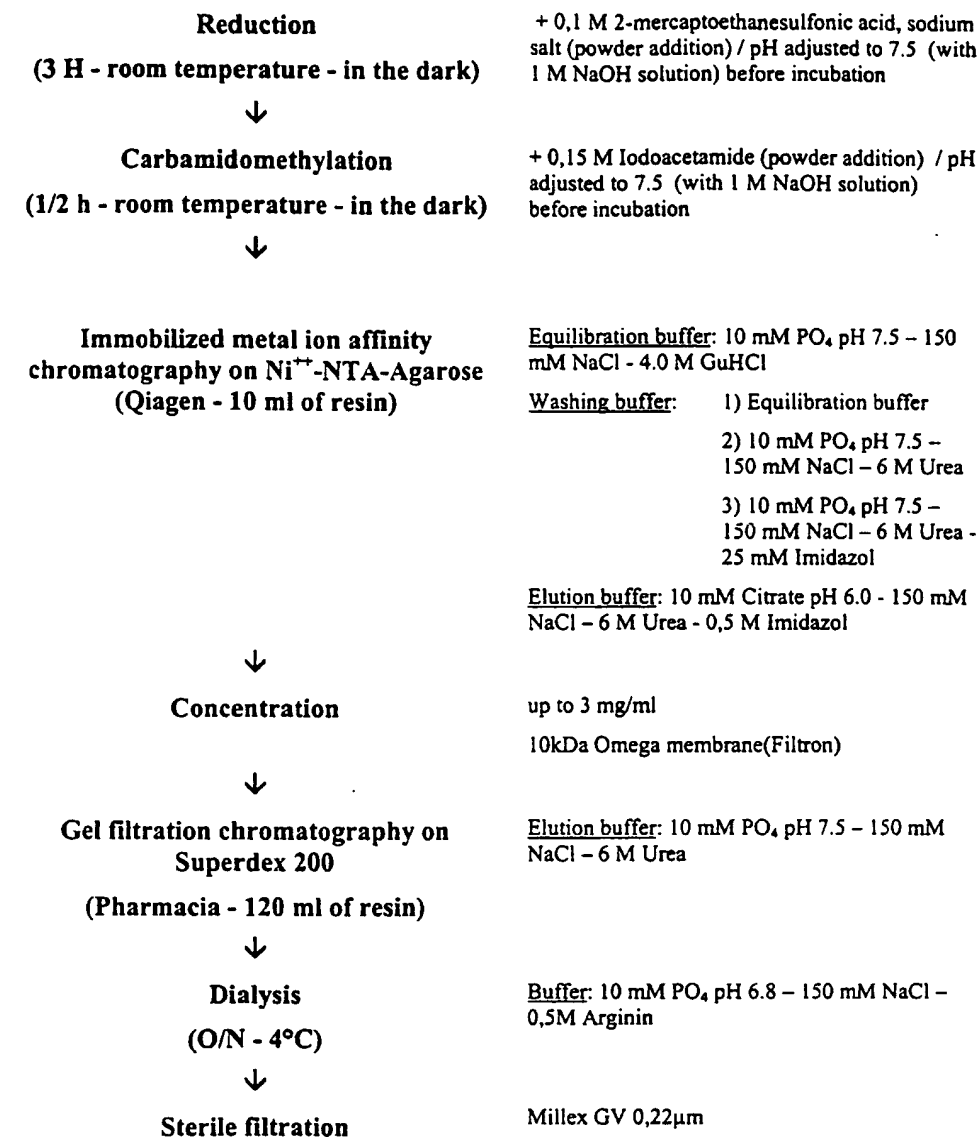 Reduction
(3 H - room temperature - in the dark)
+ 0,1 M 2-mercaptoethanesulfonic acid, sodium
salt (powder addition) / pH adjusted to 7.5 (with
1 M NaOH solution) before incubation
↓
Carbamidomethylation
(1/2 h - room temperature - in the dark)
+ 0,15 M Iodoacetamide (powder addition) / pH
adjusted to 7.5 (with 1 M NaOH solution)
before incubation
↓
Immobilized metal ion affinity
chromatography on Ni⁺⁺-NTA-Agarose
(Qiagen - 10 ml of resin)
Equilibration buffer: 10 mM PO₄ pH 7.5 – 150
mM NaCl - 4.0 M GuHCl
Washing buffer: 1) Equilibration buffer
2) 10 mM PO₄ pH 7.5 –
150 mM NaCl – 6 M Urea
3) 10 mM PO₄ pH 7.5 –
150 mM NaCl – 6 M Urea -
25 mM Imidazol
Elution buffer: 10 mM Citrate pH 6.0 - 150 mM
NaCl – 6 M Urea - 0,5 M Imidazol
↓
Concentration
up to 3 mg/ml
10kDa Omega membrane(Filtron)
↓
Gel filtration chromatography on
Superdex 200
(Pharmacia - 120 ml of resin)
Elution buffer: 10 mM PO₄ pH 7.5 – 150 mM
NaCl – 6 M Urea
↓
Dialysis
(O/N - 4°C)
Buffer: 10 mM PO₄ pH 6.8 – 150 mM NaCl –
0,5M Arginin
↓
Sterile filtration
Millex GV 0,22µm